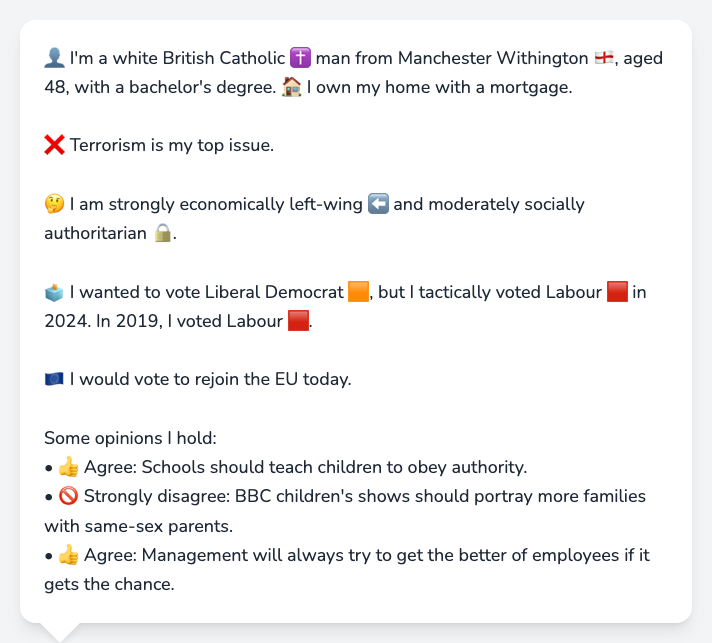 👤 I'm a white British Catholic ✝️ man from Manchester Withington 🏴󠁧󠁢󠁥󠁮󠁧󠁿, aged
48, with a bachelor's degree. 🏠 I own my home with a mortgage.
❌ Terrorism is my top issue.
🤔 I am strongly economically left-wing ⬅️ and moderately socially
authoritarian 🔒.
🗳️ I wanted to vote Liberal Democrat 🟧, but I tactically voted Labour 🟥 in
2024. In 2019, I voted Labour 🟥.
🇪🇺 I would vote to rejoin the EU today.
Some opinions I hold:
• 👍 Agree: Schools should teach children to obey authority.
• 🚫 Strongly disagree: BBC children's shows should portray more families
with same-sex parents.
• 👍 Agree: Management will always try to get the better of employees if it
gets the chance.